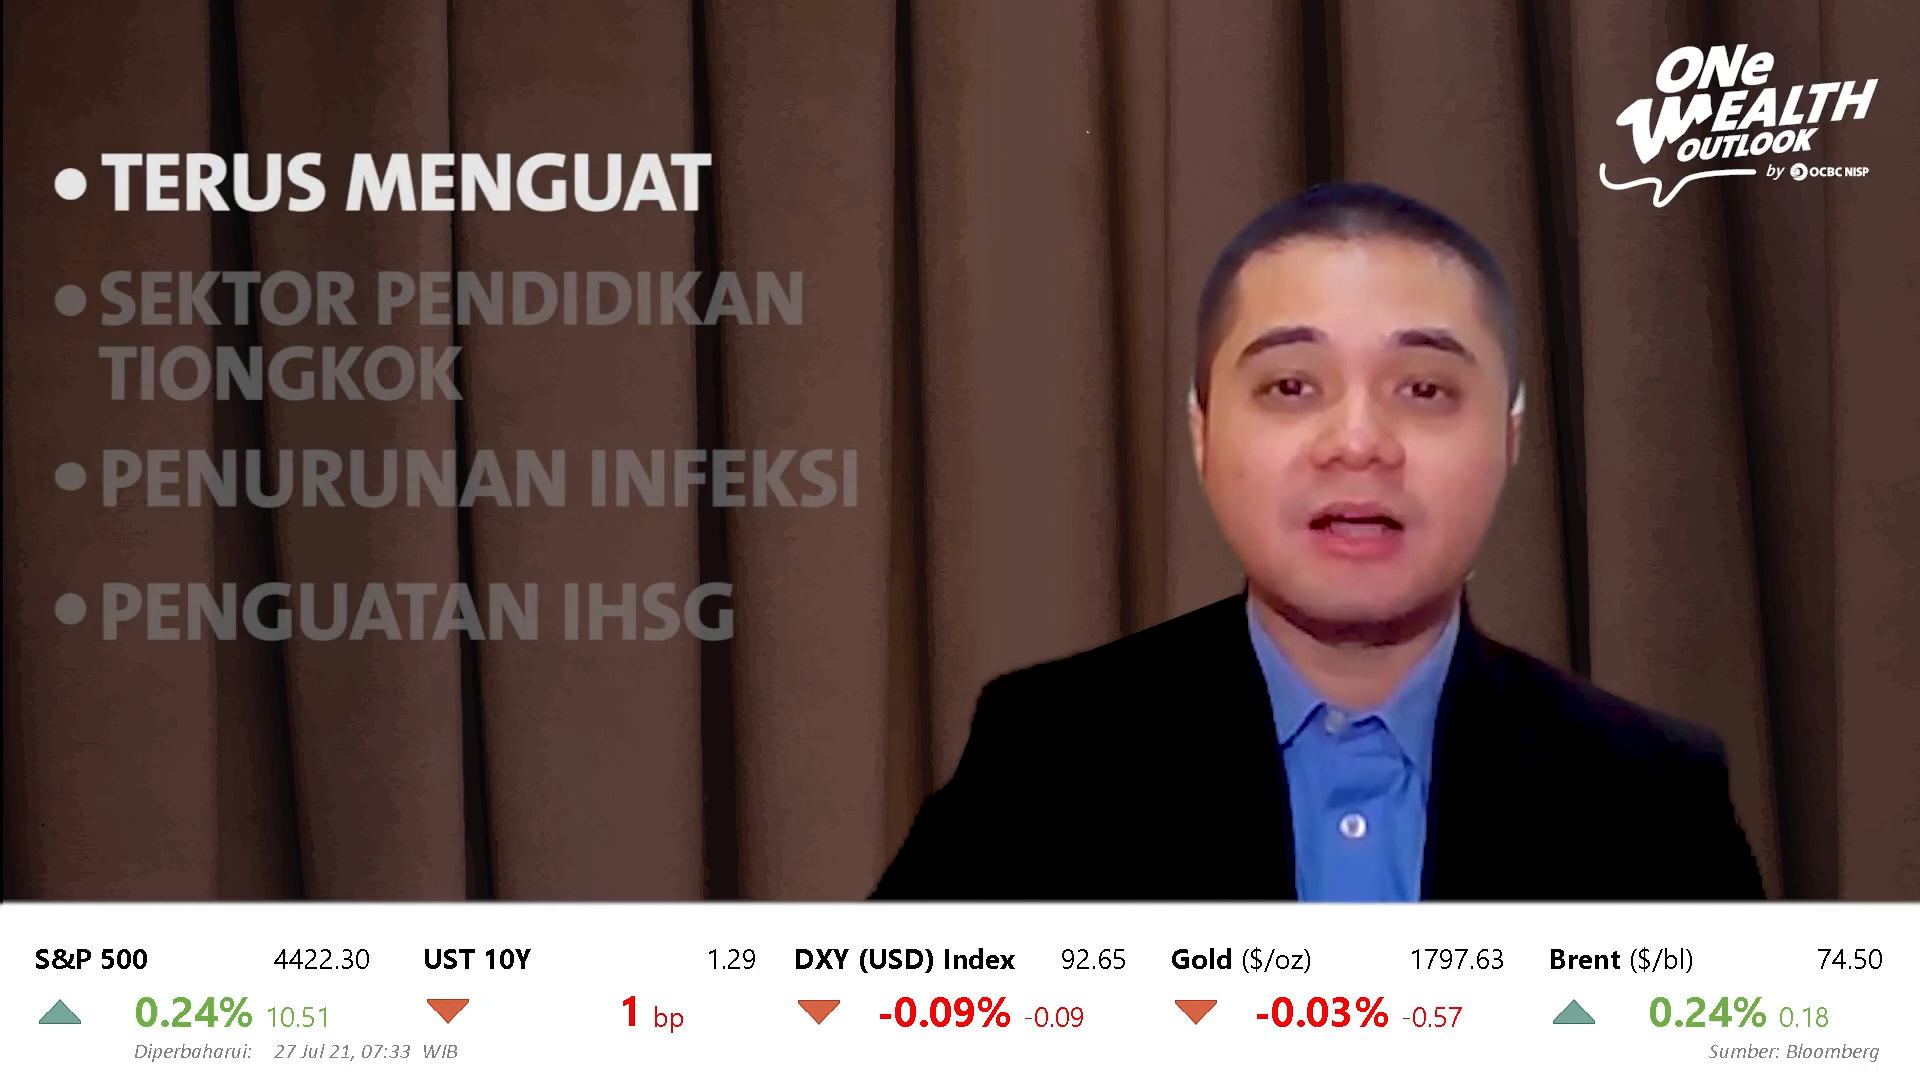 ONe
WEALTH
OUTLOOK
by OCBC NISP
• TERUS MENGUAT
• SEKTOR PENDIDIKAN
TIONGKOK
• PENURUNAN INFEKSI
• PENGUATAN IHSG
S&P 500 4422.30
0.24% 10.51
UST 10Y 1.29
1 bp
DXY (USD) Index 92.65
-0.09% -0.09
Gold ($/oz) 1797.63
-0.03% -0.57
Brent ($/bl) 74.50
0.24% 0.18
Diperbaharui: 27 Jul 21, 07:33 WIB
Sumber: Bloomberg